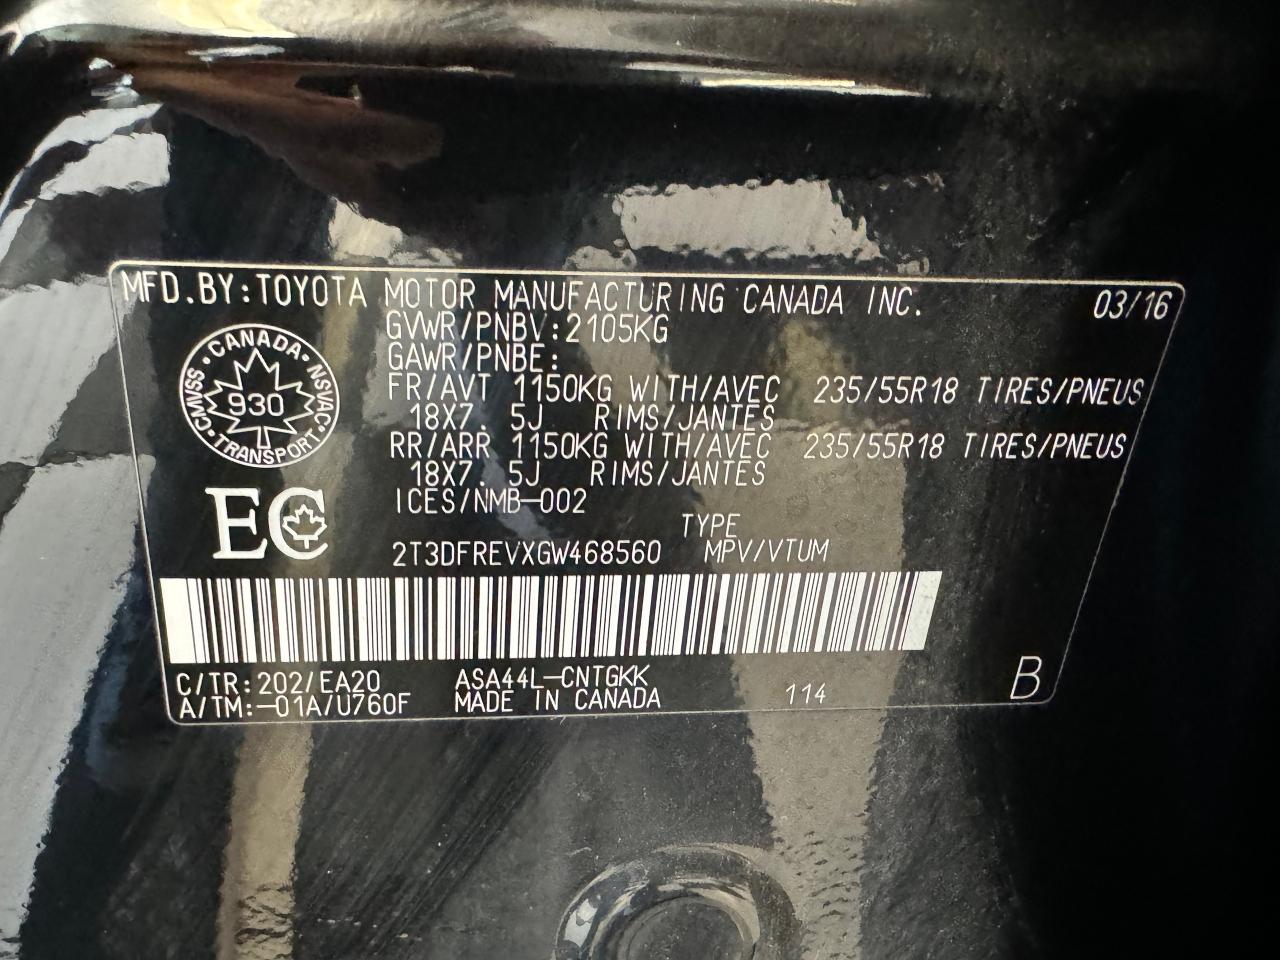 MFD.BY:TOYOTA MOTOR MANUFACTURING CANADA INC. 03/16
GVWR/PNBV:2105KG
GAWR/PNBE:
FR/AVT 1150KG WITH/AVEC 235/55R18 TIRES/PNEUS
18X7. 5J RIMS/JANTES
RR/ARR 1150KG WITH/AVEC 235/55R18 TIRES/PNEUS
18X7. 5J RIMS/JANTES
ICES/NMB-002
CANADA
NSVAC
TRANSPORT
CMVSS
930
EC
TYPE
2T3DFREVXGW468560 MPV/VTUM
C/TR:202/EA20 ASA44L-CNTGKK
A/TM:-01A/U760F MADE IN CANADA 114 B